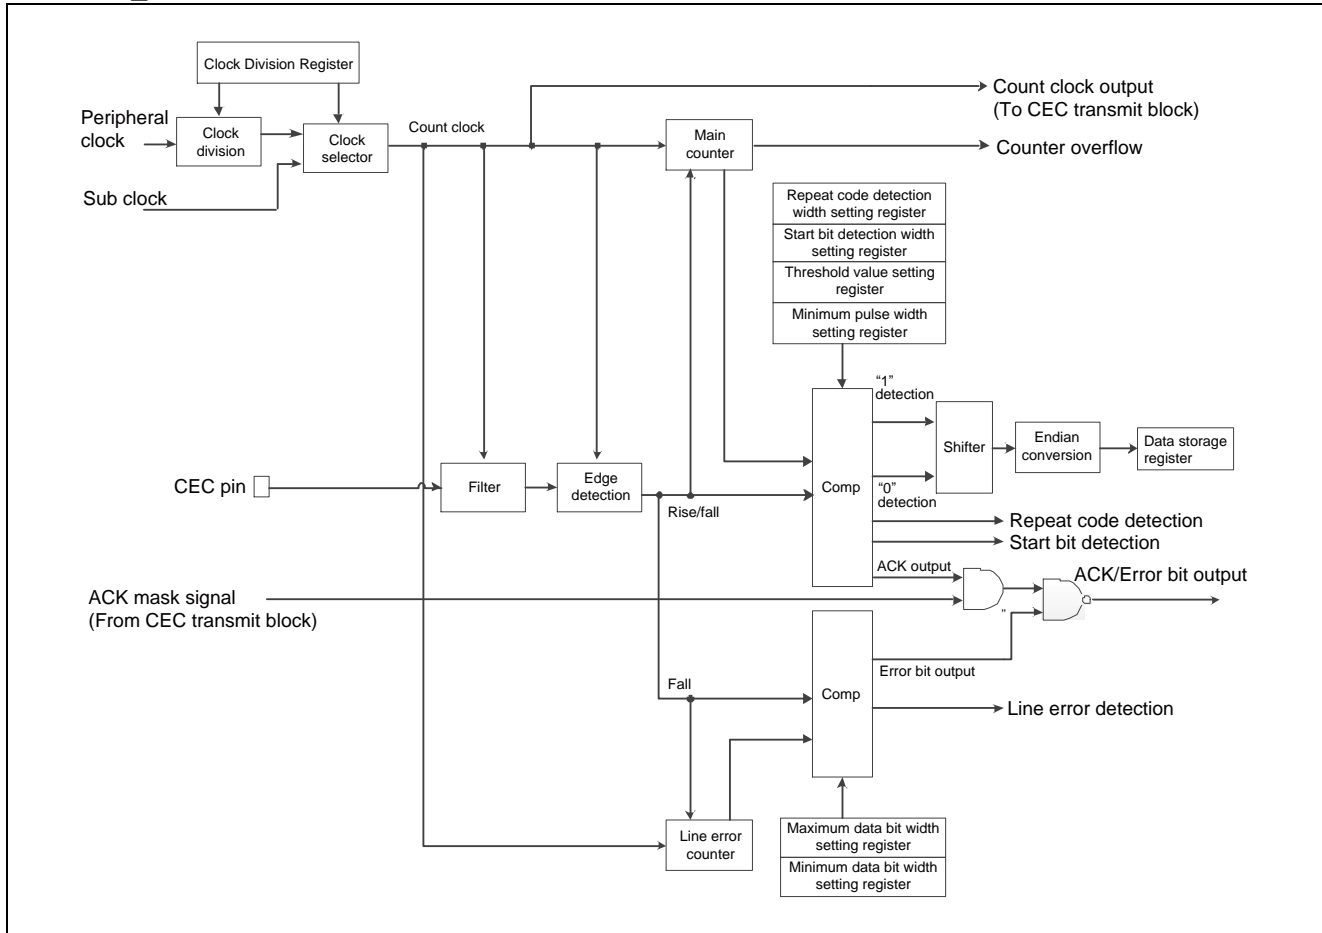 Clock Division Register
Peripheral
clock
Clock
division
Clock
selector
Count clock
Main
counter
Count clock output
(To CEC transmit block)
Counter overflow
Sub clock
Repeat code detection
width setting register
Start bit detection width
setting register
Threshold value setting
register
Minimum pulse width
setting register
"1"
detection
Shifter
Endian
conversion
Data storage
register
CEC pin
Filter
Edge
detection
Rise/fall
Comp
"0"
detection
Repeat code detection
Start bit detection
ACK output
ACK/Error bit output
ACK mask signal
(From CEC transmit block)
"
Error bit output
Fall
Comp
Line error detection
Line error
counter
Maximum data bit width
setting register
Minimum data bit width
setting register